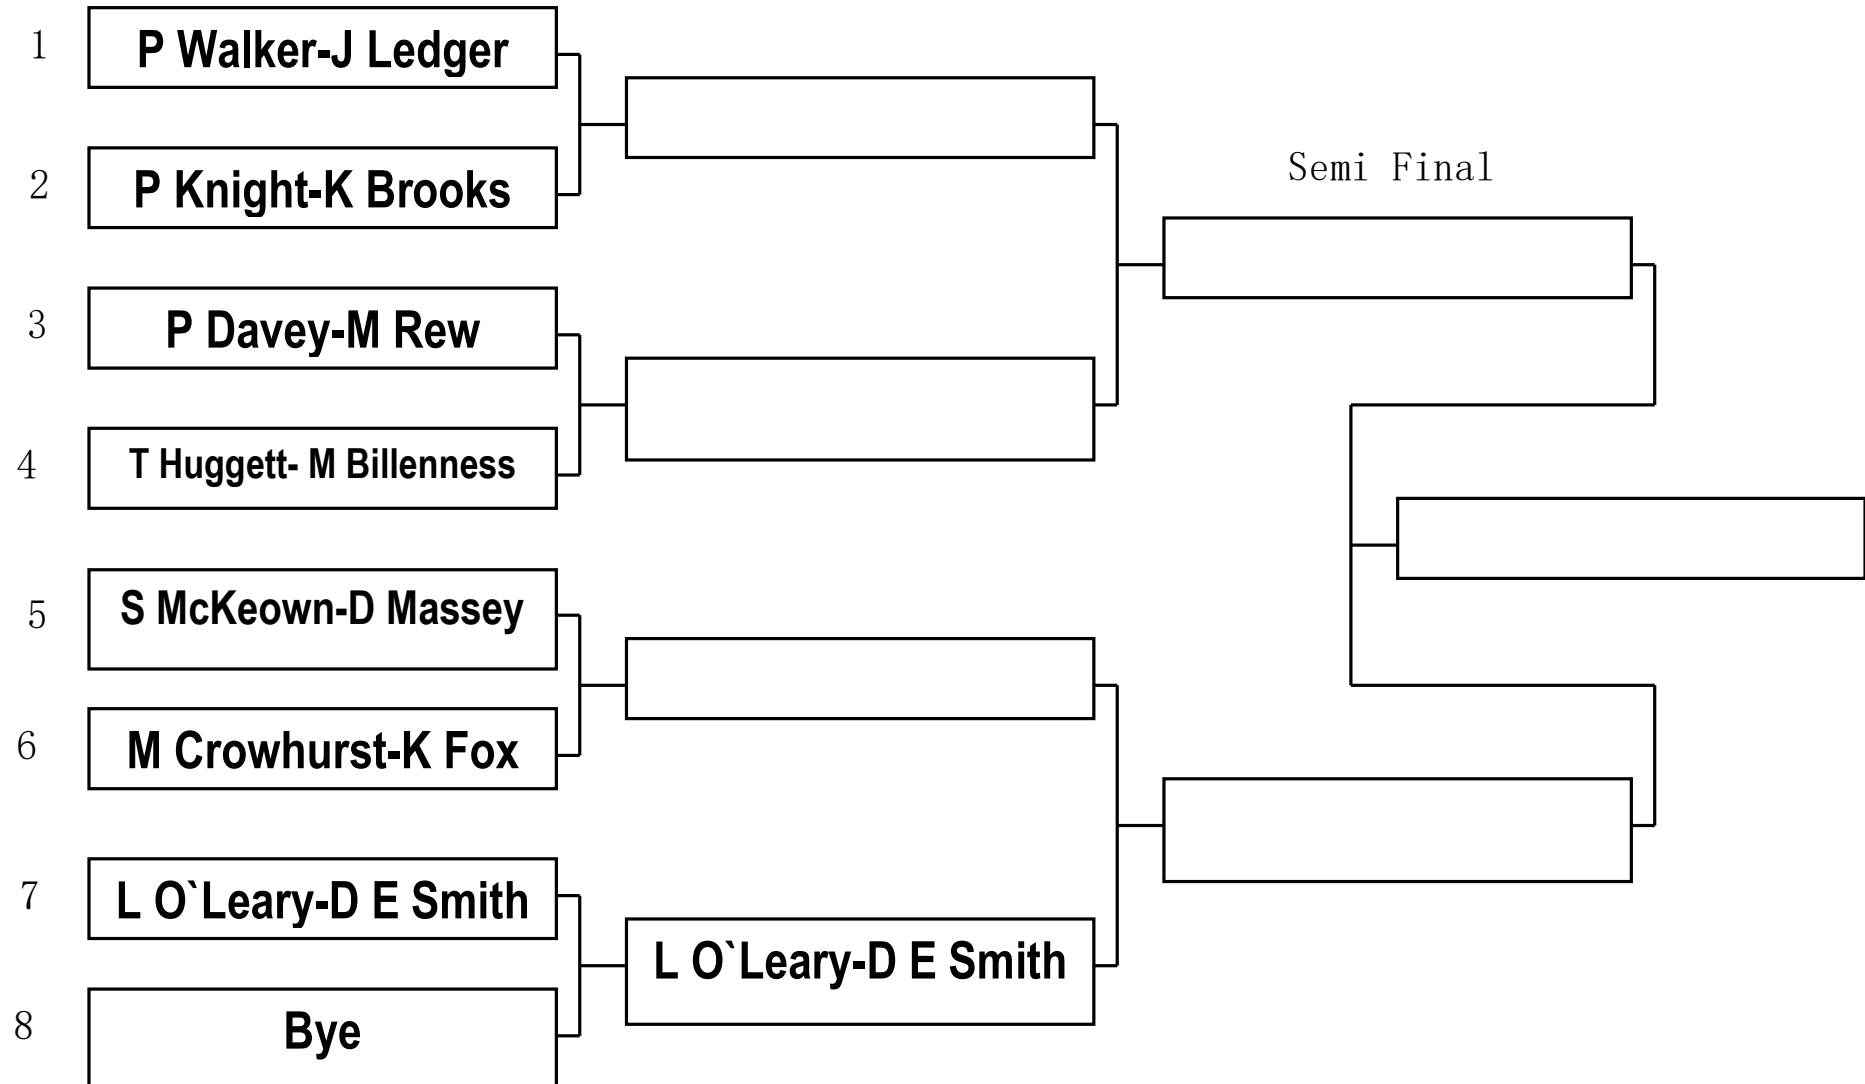 1
P Walker-J Ledger
2
P Knight-K Brooks
Semi Final
3
P Davey-M Rew
4
T Huggett- M Billenness
5
S McKeown-D Massey
6
M Crowhurst-K Fox
7
L O`Leary-D E Smith
L O`Leary-D E Smith
8
Bye